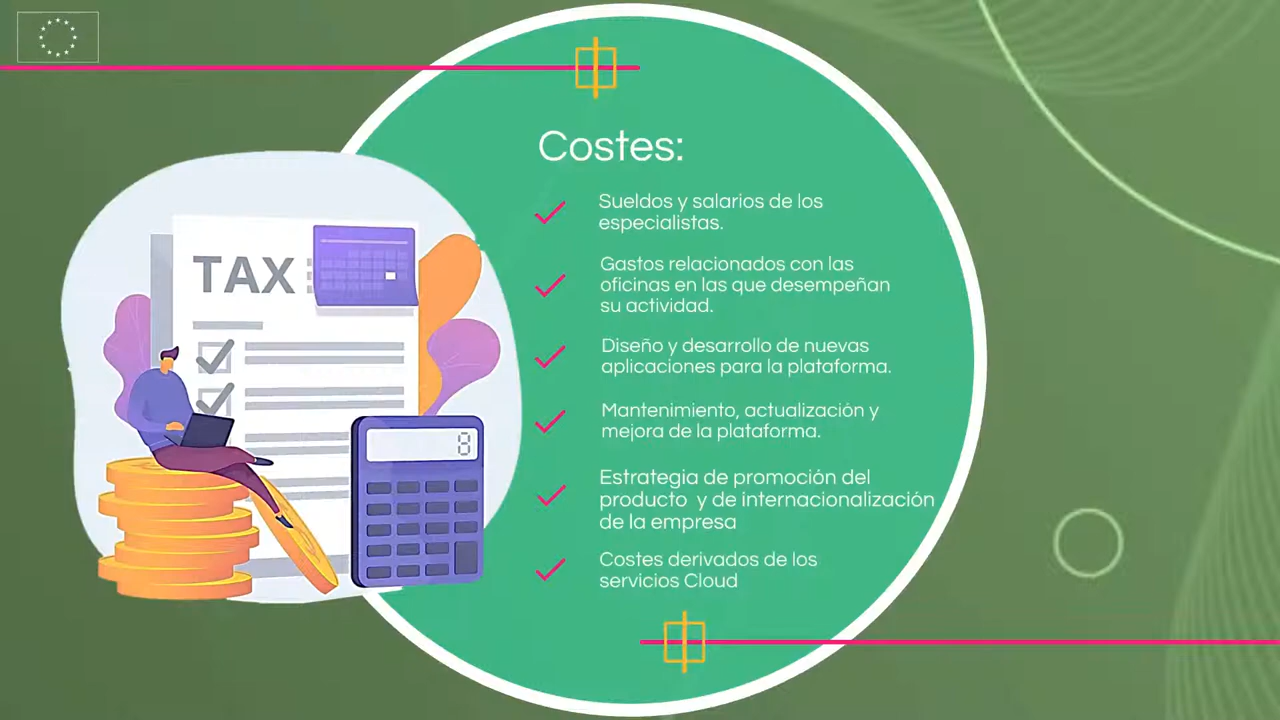 Costes:
Sueldos y salarios de los
especialistas.
Gastos relacionados con las
oficinas en las que desempeñan
su actividad.
Diseño y desarrollo de nuevas
aplicaciones para la plataforma.
Mantenimiento, actualización y
mejora de la plataforma.
Estrategia de promoción del
producto  y de internacionalización
de la empresa
Costes derivados de los
servicios Cloud
TAX
8